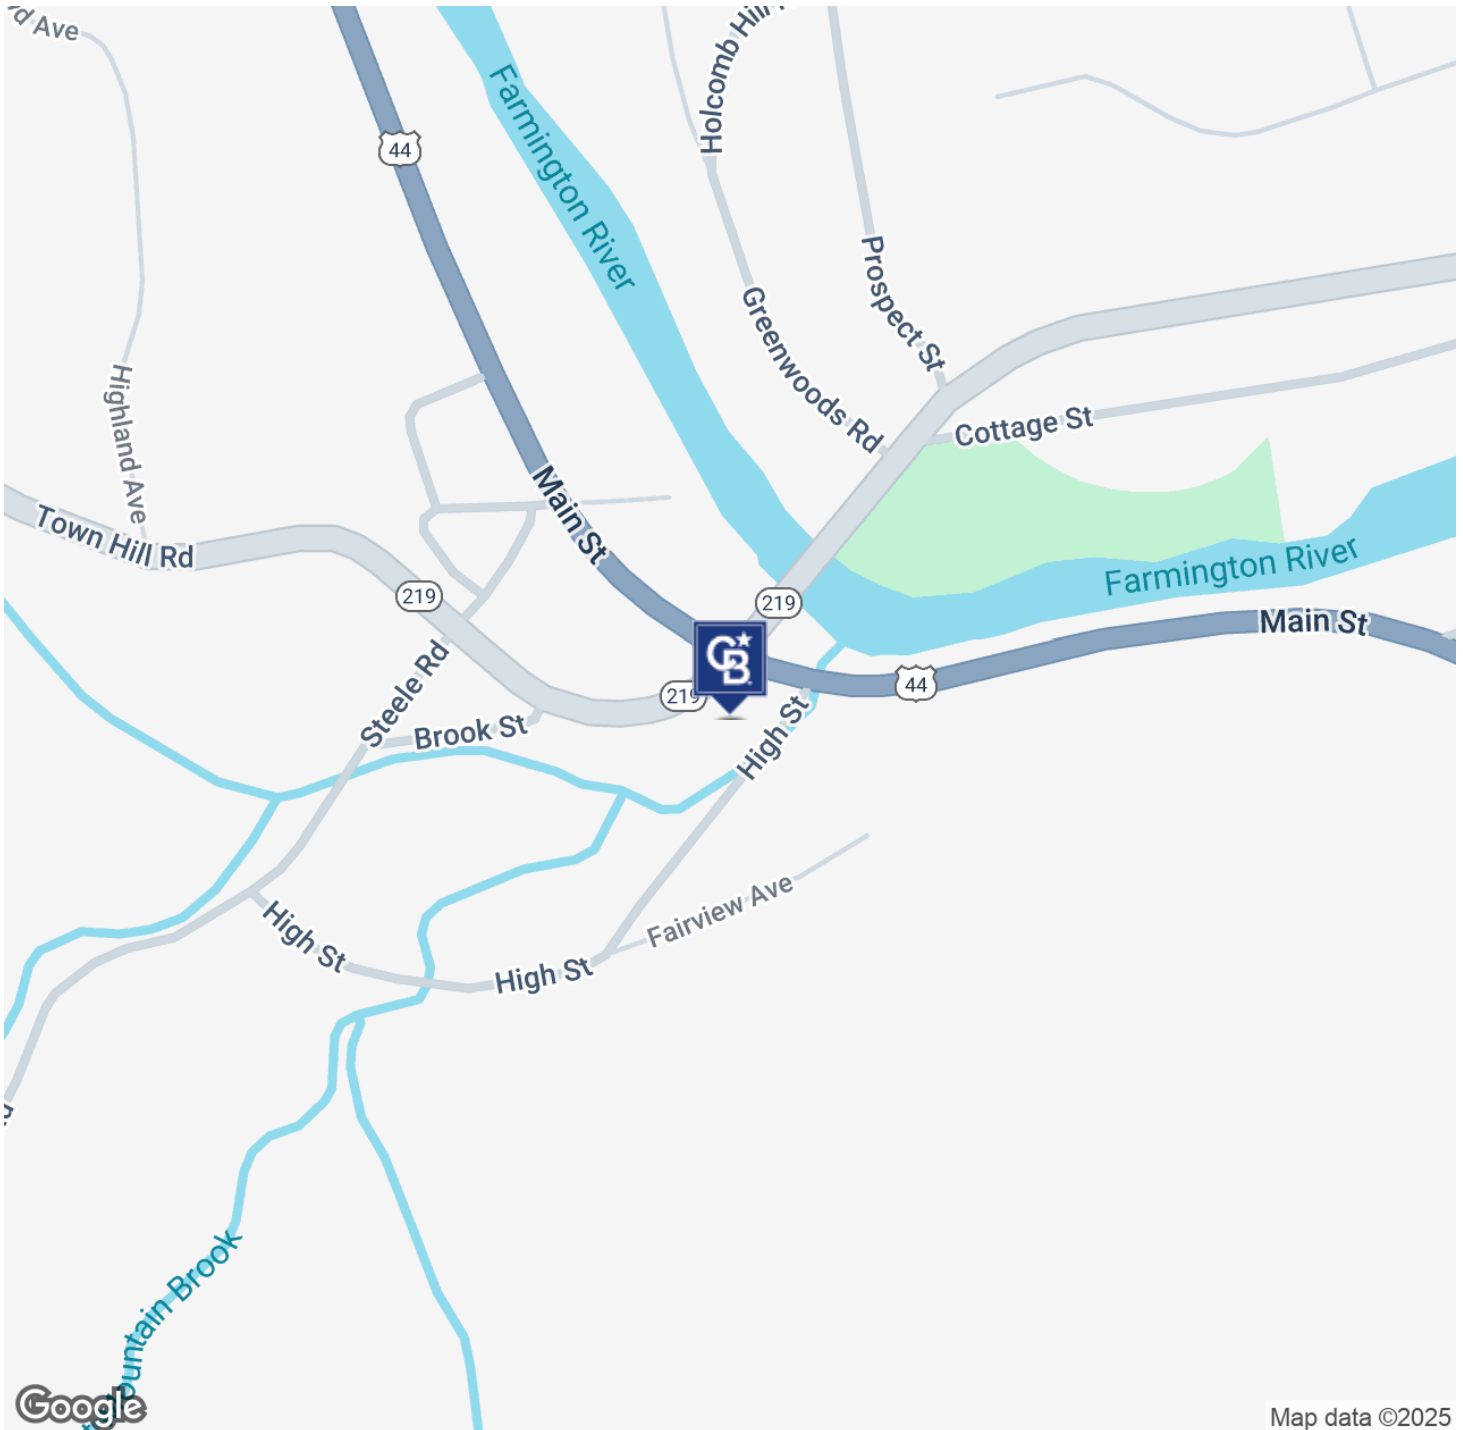 d Ave
Holcomb Hill
Farmington River
44
Prospect St
Greenwoods Rd
Highland Ave
Cottage St
Main St
Town Hill Rd
Farmington River
219
219
Main St
CB
44
219
Steele Rd
High St
Brook St
Fairview Ave
High St
High St
Mountain Brook
Google
Map data ©2025